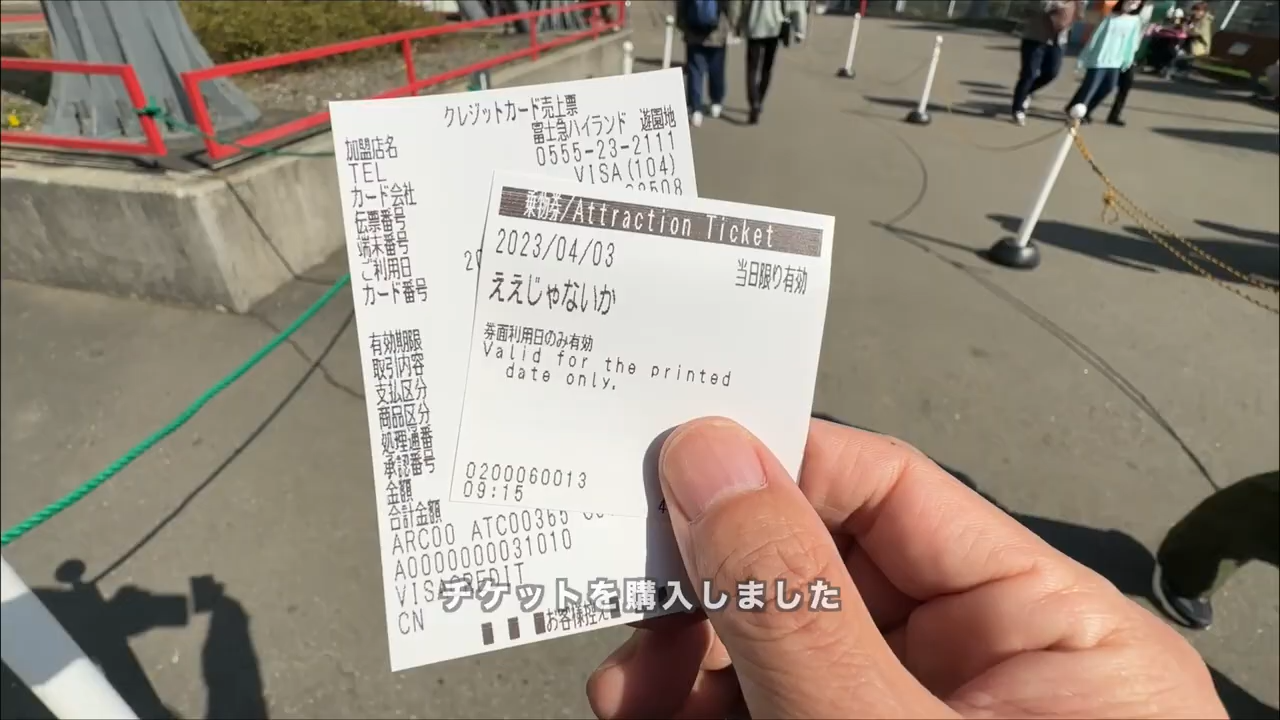 クレジットカード売上票
加盟店名 富士急ハイランド 遊園地
TEL 0555-23-2111
カード会社 VISA(104)
伝票番号
端末番号
ご利用日
カード番号
有効期限
取引内容
支払区分
商品区分
処理通番
承認番号
金額
合計金額
ARC00 ATC00365
A0000000031010
CN
お客様控え
乗物券/Attraction Ticket
2023/04/03
当日限り有効
ええじゃないか
券面利用日のみ有効
Valid for the printed
date only.
0200060013
09:15
チケットを購入しました